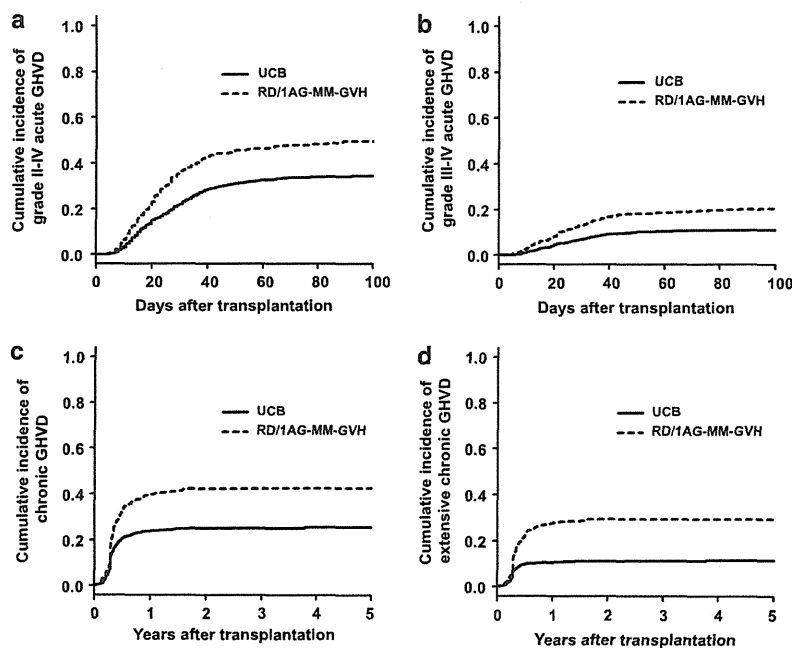 a
Cumulative incidence of
grade II-IV acute GHVD
1.0
0.8
0.6
0.4
0.2
0.0
UCB
RD/1AG-MM-GVH
0 20 40 60 80 100
Days after transplantation
b
Cumulative incidence of
grade III-IV acute GHVD
1.0
0.8
0.6
0.4
0.2
0.0
UCB
RD/1AG-MM-GVH
0 20 40 60 80 100
Days after transplantation
c
Cumulative incidence of
chronic GHVD
1.0
0.8
0.6
0.4
0.2
0.0
UCB
RD/1AG-MM-GVH
0 1 2 3 4 5
Years after transplantation
d
Cumulative incidence of
extensive chronic GHVD
1.0
0.8
0.6
0.4
0.2
0.0
UCB
RD/1AG-MM-GVH
0 1 2 3 4 5
Years after transplantation